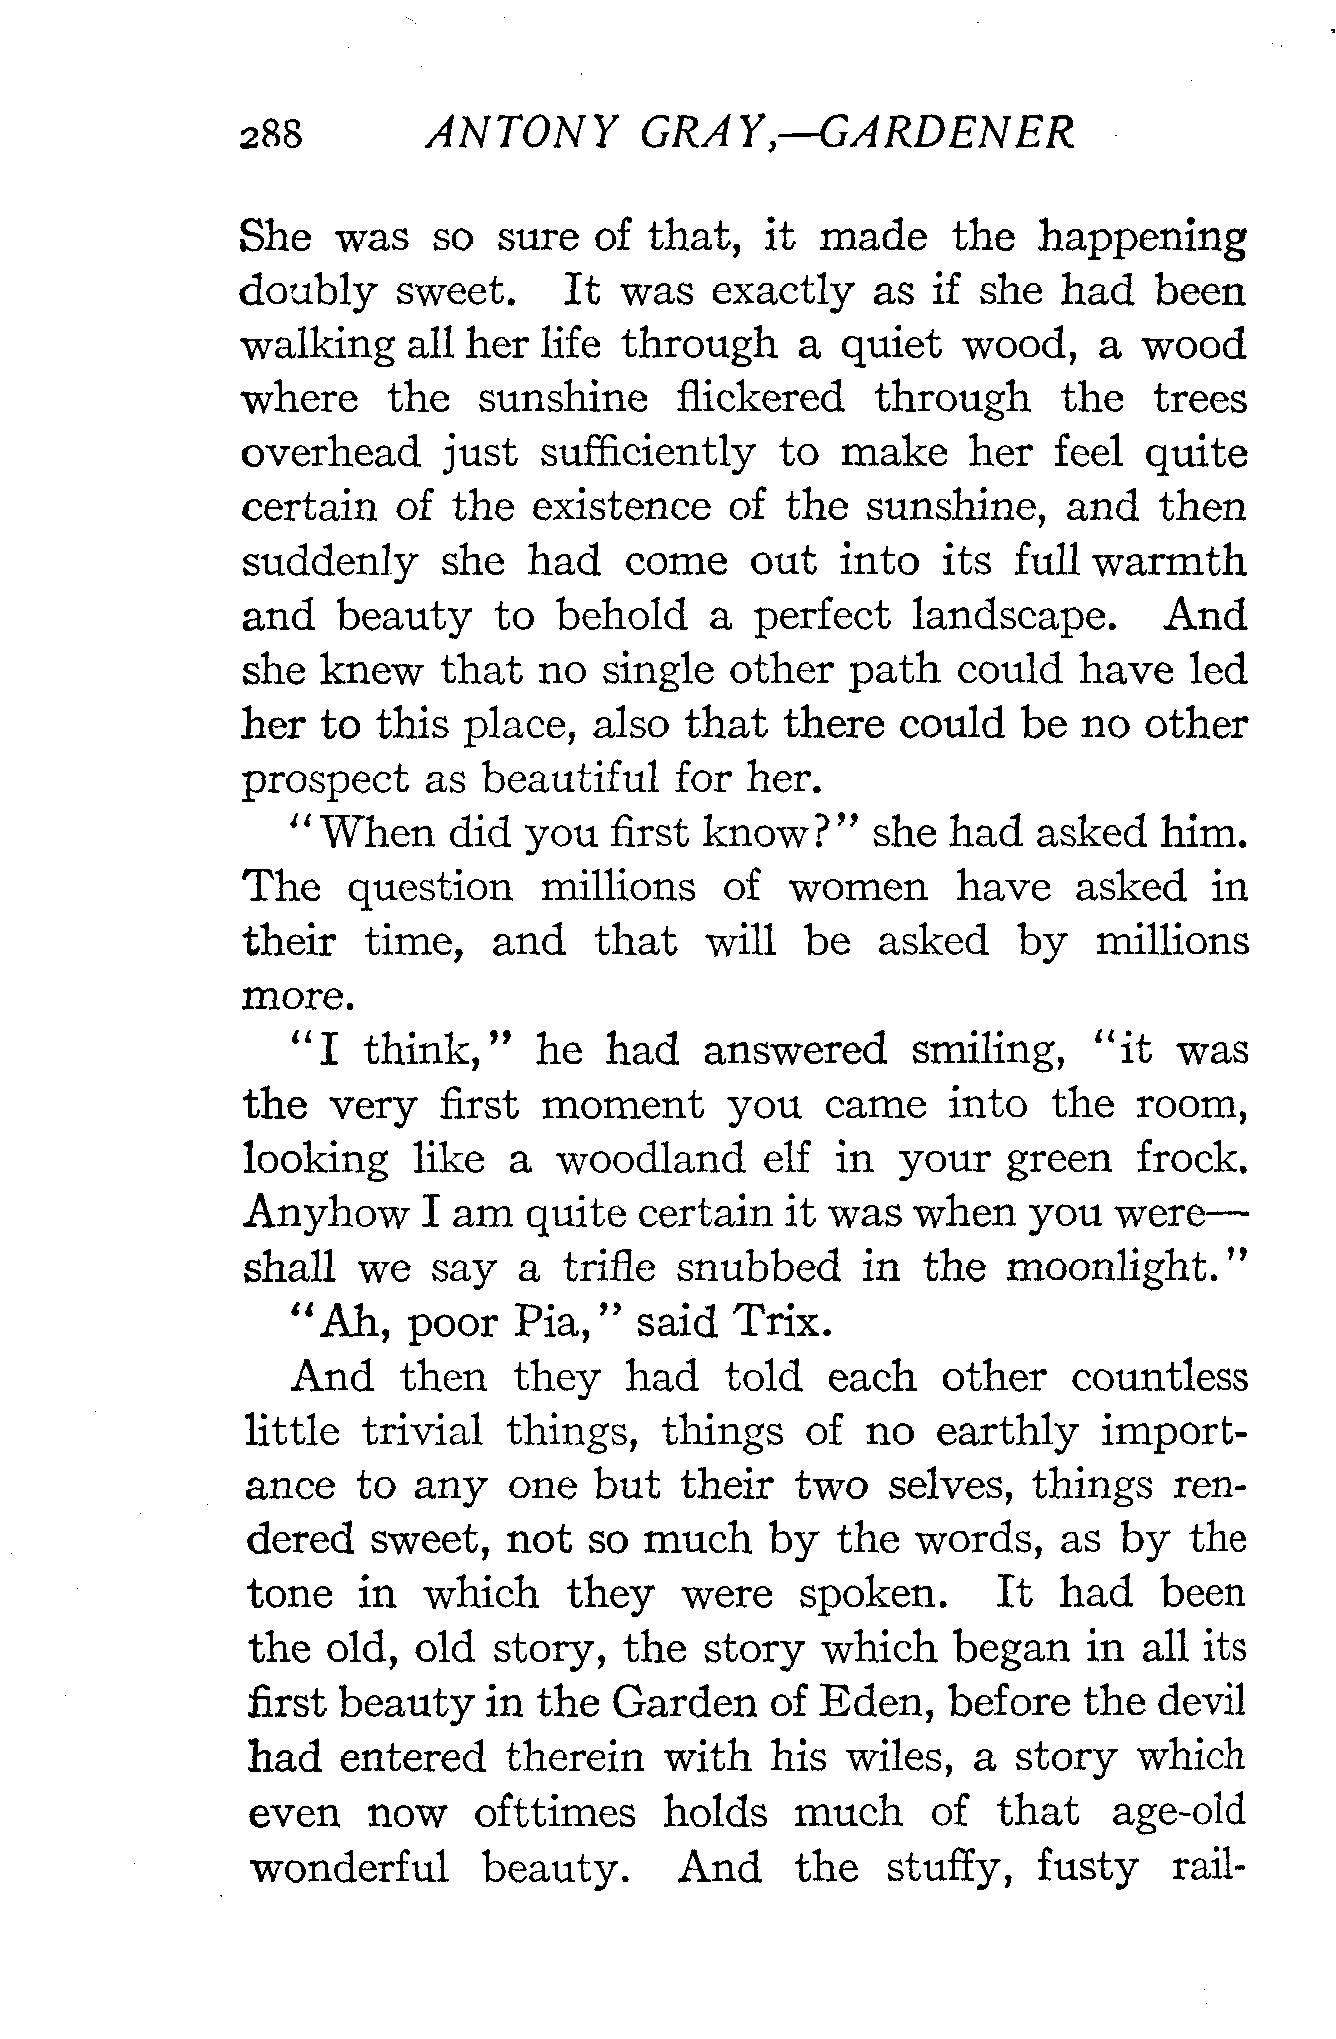 288 ANTONY GRAY,—GARDENER
She was so sure of that, it made the happening
doubly sweet. It was exactly as if she had been
walking all her life through a quiet wood, a wood
where the sunshine flickered through the trees
overhead just sufficiently to make her feel quite
certain of the existence of the sunshine, and then
suddenly she had come out into its full warmth
and beauty to behold a perfect landscape. And
she knew that no single other path could have led
her to this place, also that there could be no other
prospect as beautiful for her.
"When did you first know?" she had asked him.
The question millions of women have asked in
their time, and that will be asked by millions
more.
"I think," he had answered smiling, "it was
the very first moment you came into the room,
looking like a woodland elf in your green frock.
Anyhow I am quite certain it was when you were—
shall we say a trifle snubbed in the moonlight."
"Ah, poor Pia," said Trix.
And then they had told each other countless
little trivial things, things of no earthly import-
ance to any one but their two selves, things ren-
dered sweet, not so much by the words, as by the
tone in which they were spoken. It had been
the old, old story, the story which began in all its
first beauty in the Garden of Eden, before the devil
had entered therein with his wiles, a story which
even now ofttimes holds much of that age-old
wonderful beauty. And the stuffy, fusty rail-